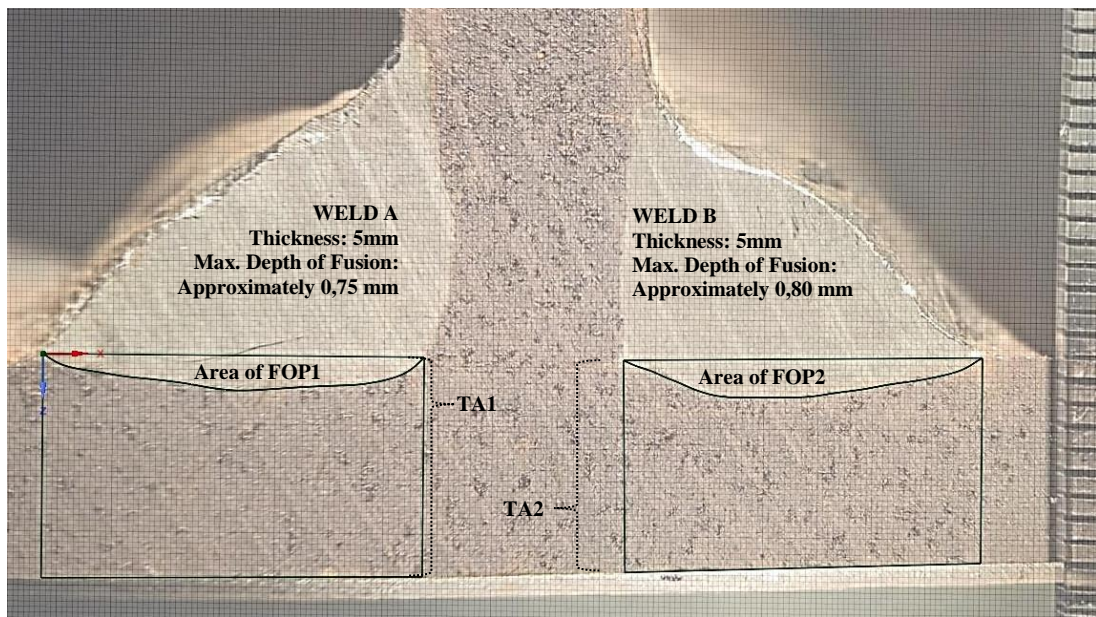 WELD A
Thickness: 5mm
Max. Depth of Fusion:
Approximately 0,75 mm
WELD B
Thickness: 5mm
Max. Depth of Fusion:
Approximately 0,80 mm
x
z
Area of FOP1
Area of FOP2
TA1
TA2